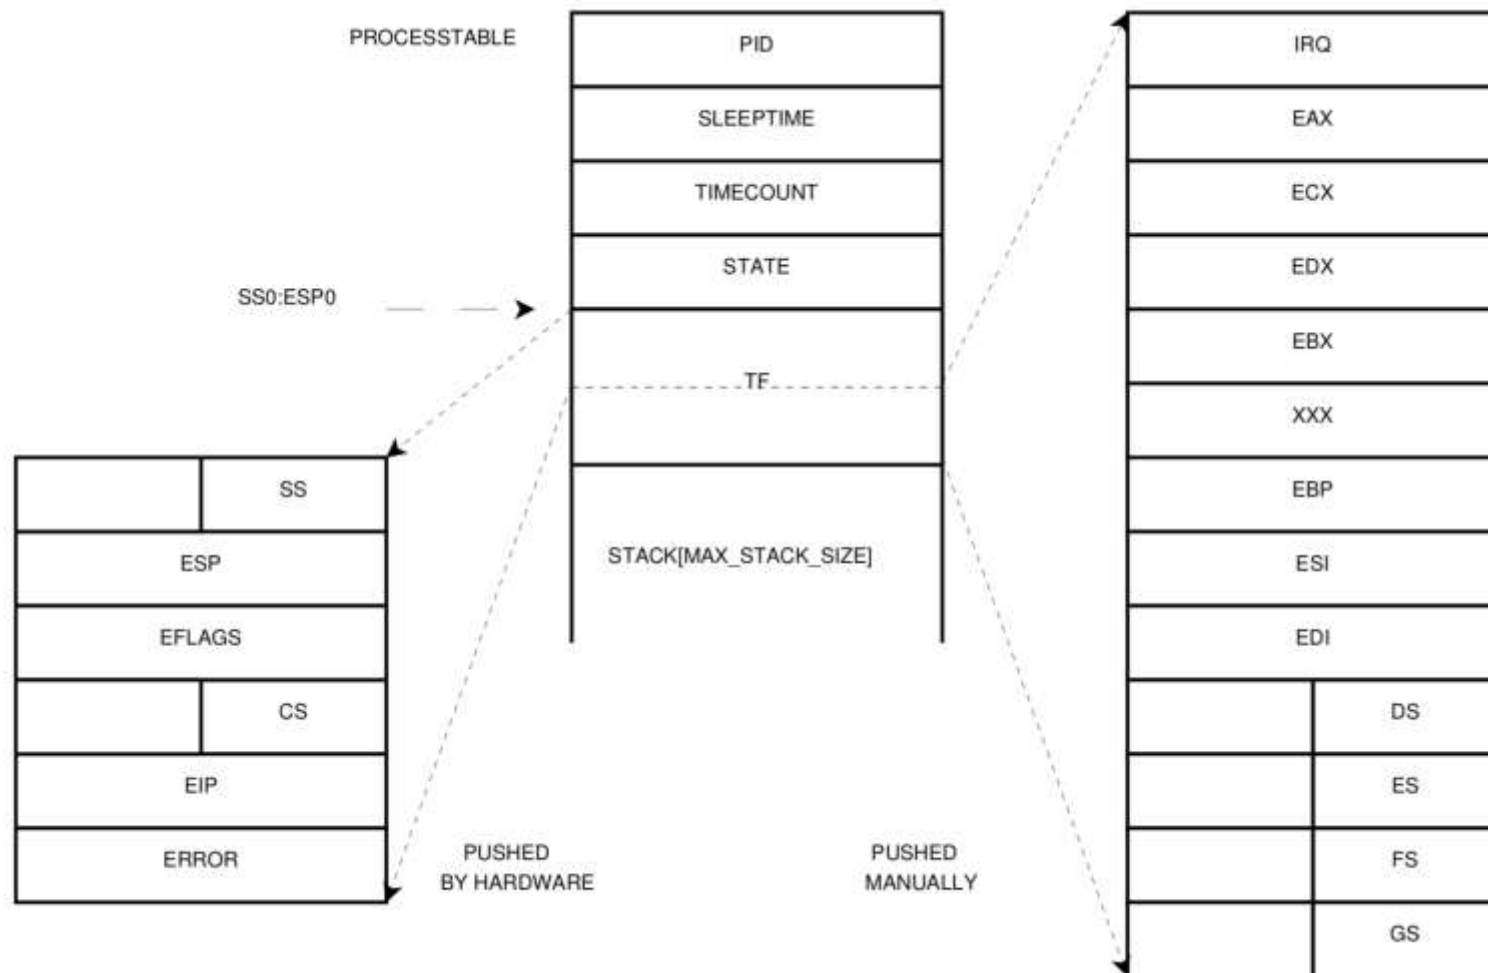 PROCESSTABLE
PID
SLEEPTIME
TIMECOUNT
STATE
SS0:ESP0
TF
STACK[MAX_STACK_SIZE]
SS
ESP
EFLAGS
CS
EIP
ERROR
PUSHED
BY HARDWARE
PUSHED
MANUALLY
IRQ
EAX
ECX
EDX
EBX
XXX
EBP
ESI
EDI
DS
ES
FS
GS